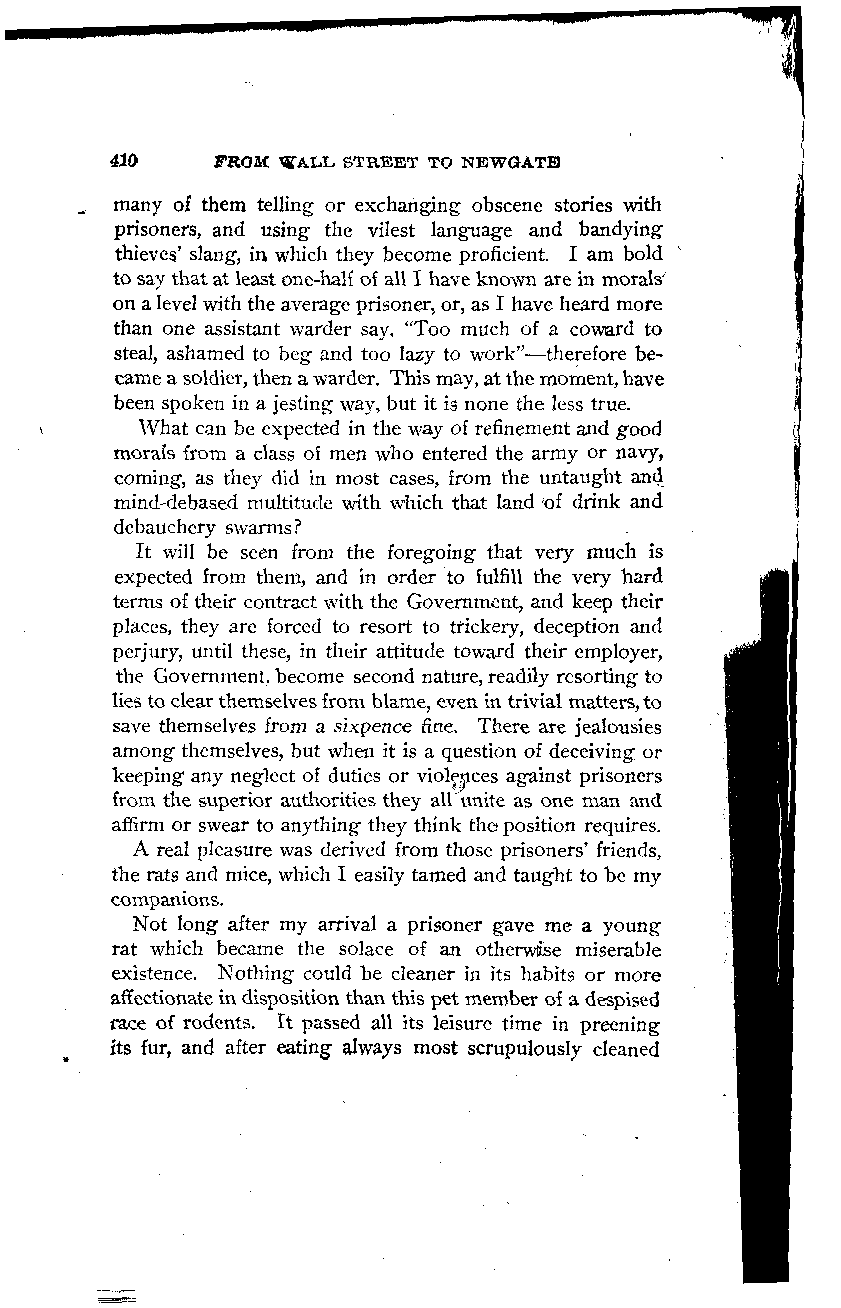 410 FROM WALL STREET TO NEWGATE
many of them telling or exchanging obscene stories with
prisoners, and using the vilest language and bandying
thieves' slang, in which they become proficient. I am bold
to say that at least one-half of all I have known are in morals
on a level with the average prisoner, or, as I have heard more
than one assistant warder say, "Too much of a coward to
steal, ashamed to beg and too lazy to work"—therefore be-
came a soldier, then a warder. This may, at the moment, have
been spoken in a jesting way, but it is none the less true.
What can be expected in the way of refinement and good
morals from a class of men who entered the army or navy,
coming, as they did in most cases, from the untaught and
mind-debased multitude with which that land of drink and
debauchery swarms?
It will be seen from the foregoing that very much is
expected from them, and in order to fulfill the very hard
terms of their contract with the Government, and keep their
places, they are forced to resort to trickery, deception and
perjury, until these, in their attitude toward their employer,
the Government, become second nature, readily resorting to
lies to clear themselves from blame, even in trivial matters, to
save themselves from a sixpence fine. There are jealousies
among themselves, but when it is a question of deceiving or
keeping any neglect of duties or violences against prisoners
from the superior authorities they all unite as one man and
affirm or swear to anything they think the position requires.
A real pleasure was derived from those prisoners' friends,
the rats and mice, which I easily tamed and taught to be my
companions.
Not long after my arrival a prisoner gave me a young
rat which became the solace of an otherwise miserable
existence. Nothing could be cleaner in its habits or more
affectionate in disposition than this pet member of a despised
race of rodents. It passed all its leisure time in preening
its fur, and after eating always most scrupulously cleaned